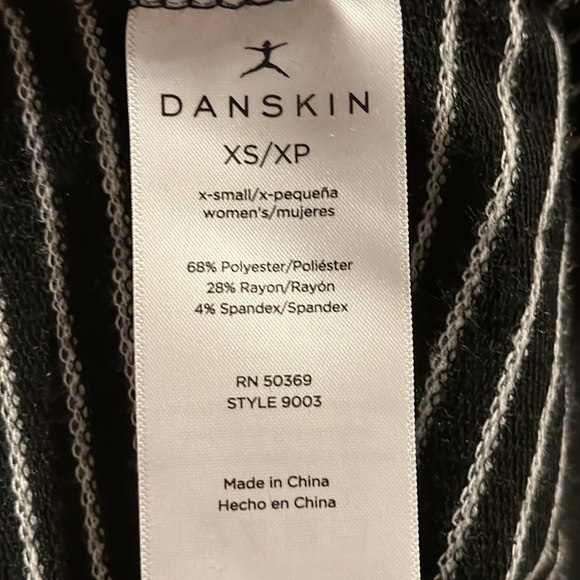 DANSKIN
XS/XP
x-small/x-pequeña
women's/mujeres
68% Polyester/Poliéster
28% Rayon/Rayón
4% Spandex/Spandex
RN 50369
STYLE 9003
Made in China
Hecho en China